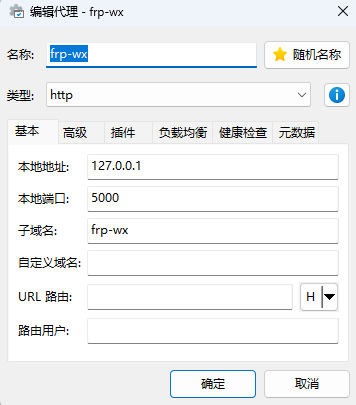 编辑代理 - frp-wx
名称: frp-wx 随机名称
类型: http
基本 高级 插件 负载均衡 健康检查 元数据
本地地址: 127.0.0.1
本地端口: 5000
子域名: frp-wx
自定义域名:
URL 路由: H
路由用户:
确定 取消